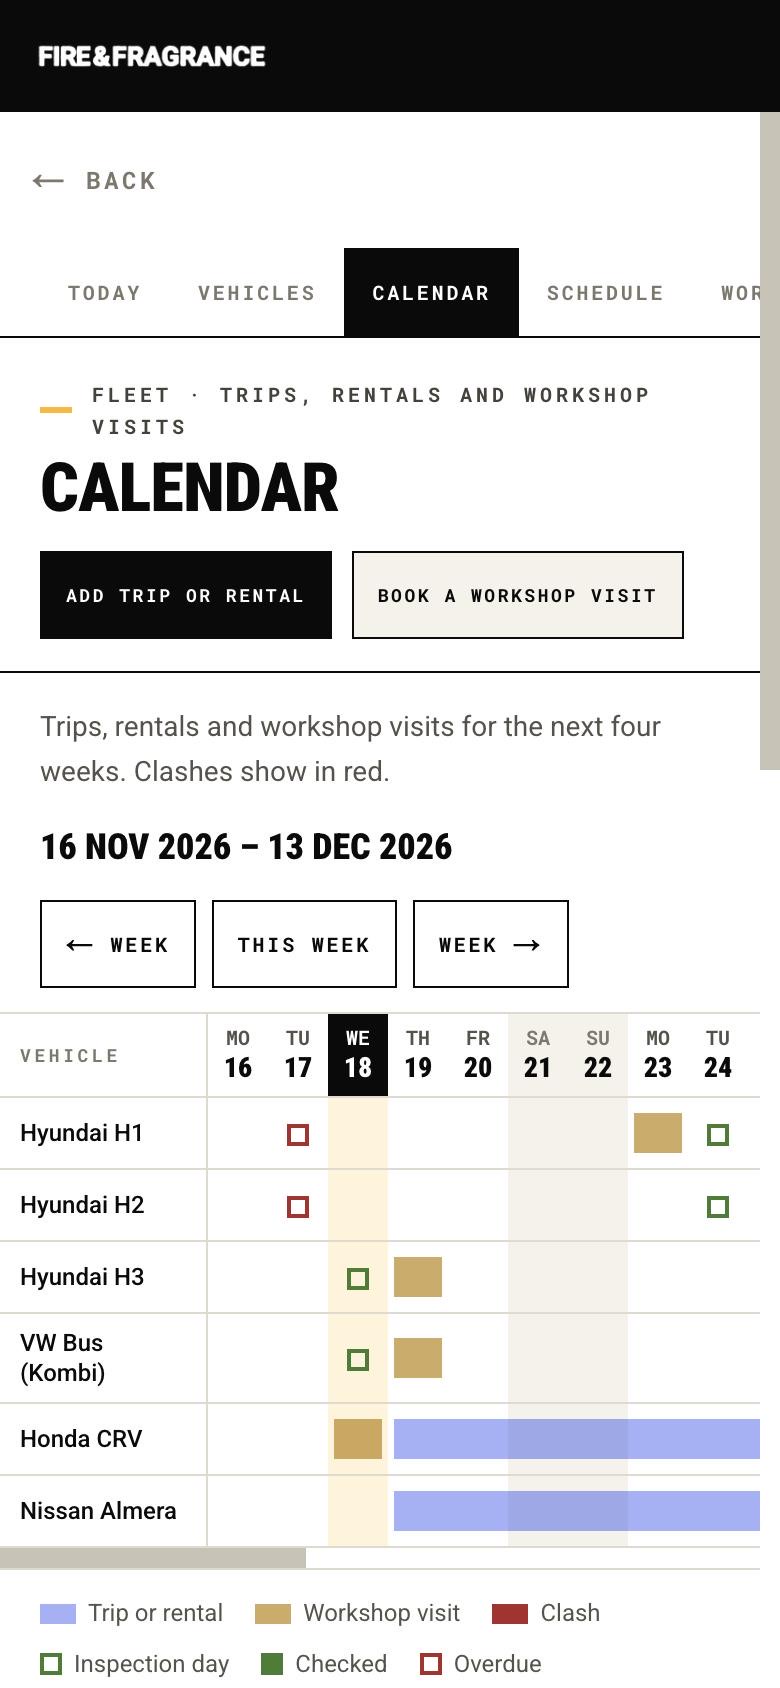 FIRE&FRAGRANCE
← BACK
TODAY VEHICLES CALENDAR SCHEDULE
FLEET · TRIPS, RENTALS AND WORKSHOP
VISITS
CALENDAR
ADD TRIP OR RENTAL BOOK A WORKSHOP VISIT
Trips, rentals and workshop visits for the next four
weeks. Clashes show in red.
16 NOV 2026 – 13 DEC 2026
← WEEK THIS WEEK WEEK →
VEHICLE MO TU WE TH FR SA SU MO TU
16 17 18 19 20 21 22 23 24
Hyundai H1
Hyundai H2
Hyundai H3
VW Bus
(Kombi)
Honda CRV
Nissan Almera
Trip or rental Workshop visit Clash
Inspection day Checked Overdue